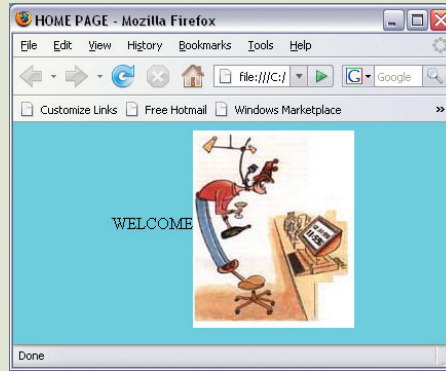 HOME PAGE - Mozilla Firefox
File Edit View History Bookmarks Tools Help
file:///C:/ G Google
Customize Links Free Hotmail Windows Marketplace »
WELCOME
Done